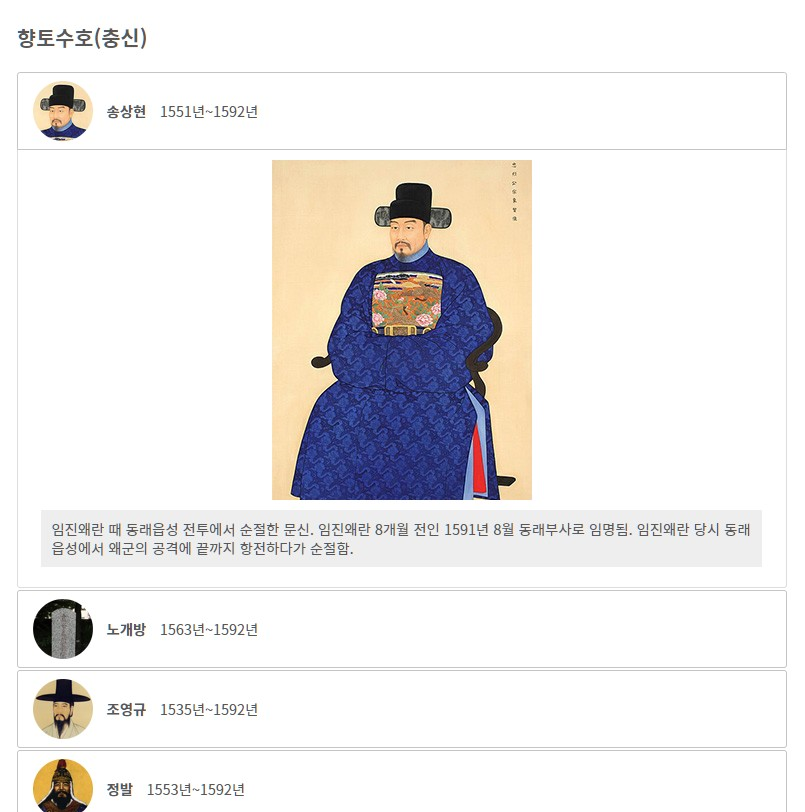 향토수호(충신)
송상현 1551년~1592년
임진왜란 때 동래읍성 전투에서 순절한 문신. 임진왜란 8개월 전인 1591년 8월 동래부사로 임명됨. 임진왜란 당시 동래
읍성에서 왜군의 공격에 끝까지 항전하다가 순절함.
노개방 1563년~1592년
조영규 1535년~1592년
정발 1553년~1592년